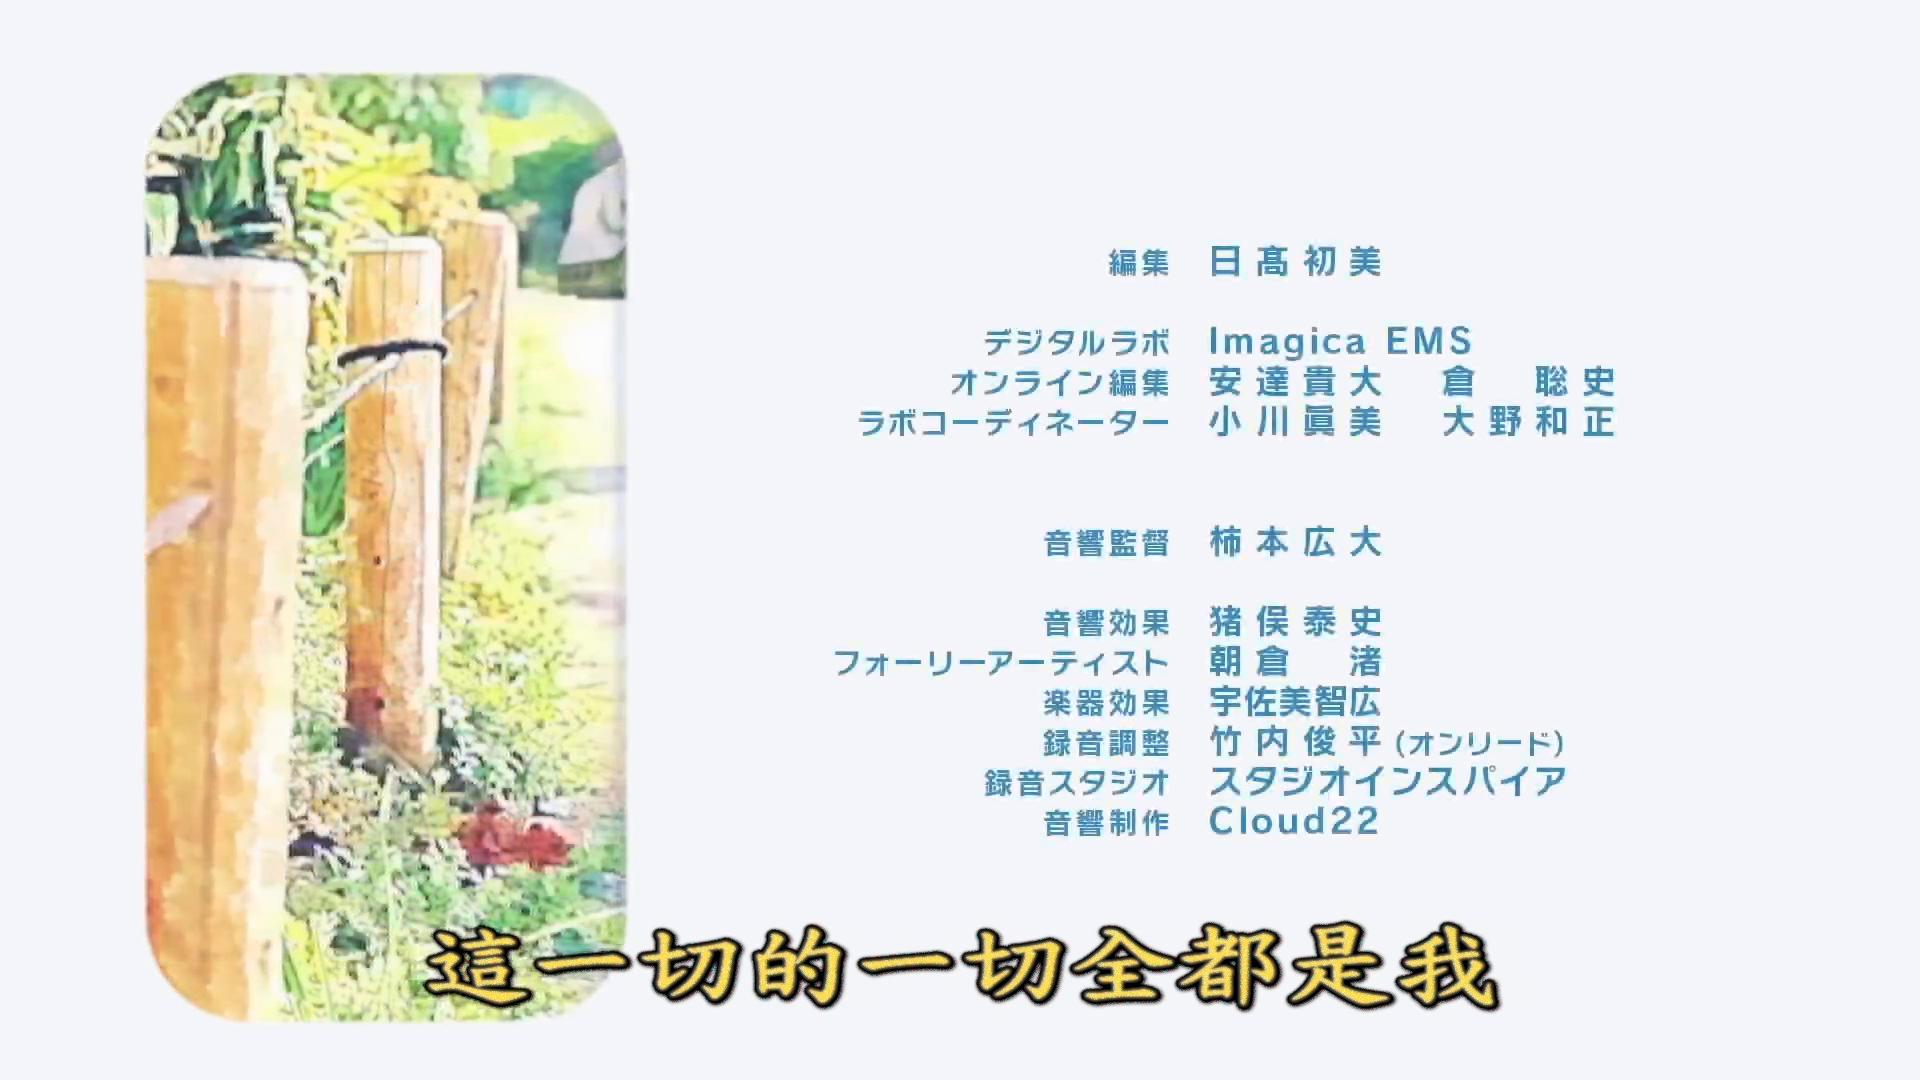 編集 日髙初美
デジタルラボ Imagica EMS
オンライン編集 安達貴大 倉 聡史
ラボコーディネーター 小川眞美 大野和正
音響監督 柿本広大
音響効果 猪俣泰史
フォーリーアーティスト 朝倉 渚
楽器効果 宇佐美智広
録音調整 竹内俊平(オンリード)
録音スタジオ スタジオインスパイア
音響制作 Cloud22
這一切的一切全都是我